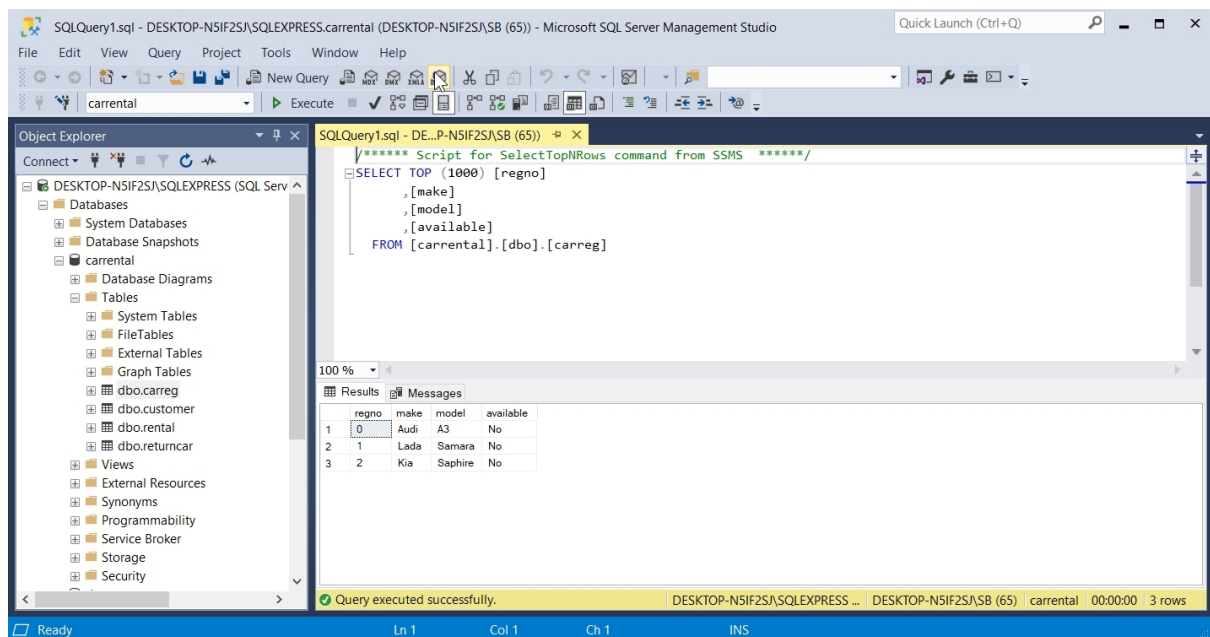 SQLQuery1.sql - DESKTOP-N5IF2SJ\SQLEXPRESS.carrental (DESKTOP-N5IF2SJ\SB (65)) - Microsoft SQL Server Management Studio
Quick Launch (Ctrl+Q)
File Edit View Query Project Tools Window Help
New Query MDX DMX XMLA
carrental Execute
Object Explorer
Connect
DESKTOP-N5IF2SJ\SQLEXPRESS (SQL Serv
Databases
System Databases
Database Snapshots
carrental
Database Diagrams
Tables
System Tables
FileTables
External Tables
Graph Tables
dbo.carreg
dbo.customer
dbo.rental
dbo.returncar
Views
External Resources
Synonyms
Programmability
Service Broker
Storage
Security
SQLQuery1.sql - DE...P-N5IF2SJ\SB (65))
/****** Script for SelectTopNRows command from SSMS ******/
SELECT TOP (1000) [regno]
,[make]
,[model]
,[available]
FROM [carrental].[dbo].[carreg]
100 %
Results Messages
regno make model available
1 0 Audi A3 No
2 1 Lada Samara No
3 2 Kia Saphire No
Query executed successfully. DESKTOP-N5IF2SJ\SQLEXPRESS ... DESKTOP-N5IF2SJ\SB (65) carrental 00:00:00 3 rows
Ready Ln 1 Col 1 Ch 1 INS